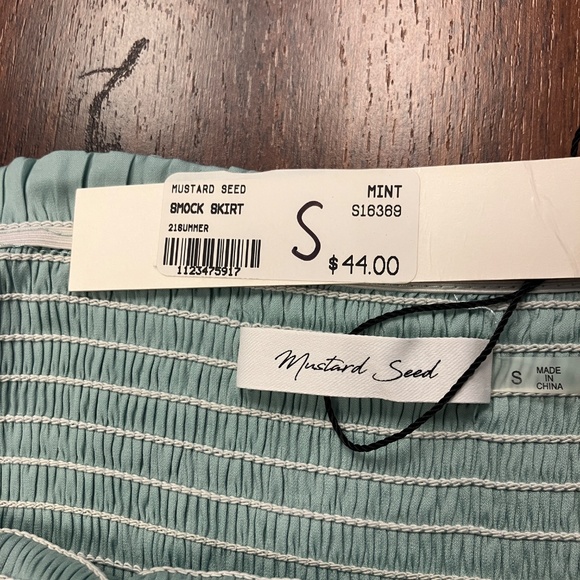 MUSTARD SEED MINT
SMOCK SKIRT S16369
21SUMMER
S
1123475917 $44.00
Mustard Seed
S MADE
IN
CHINA